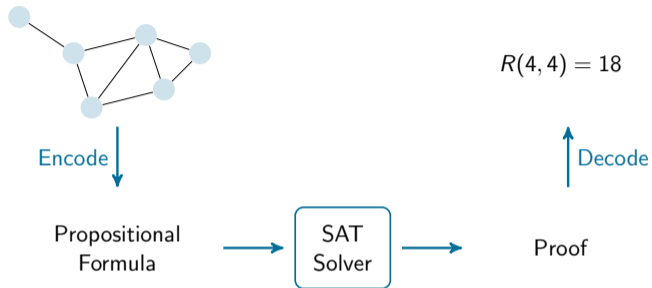 R(4, 4) = 18
Encode
Decode
Propositional
Formula
SAT
Solver
Proof